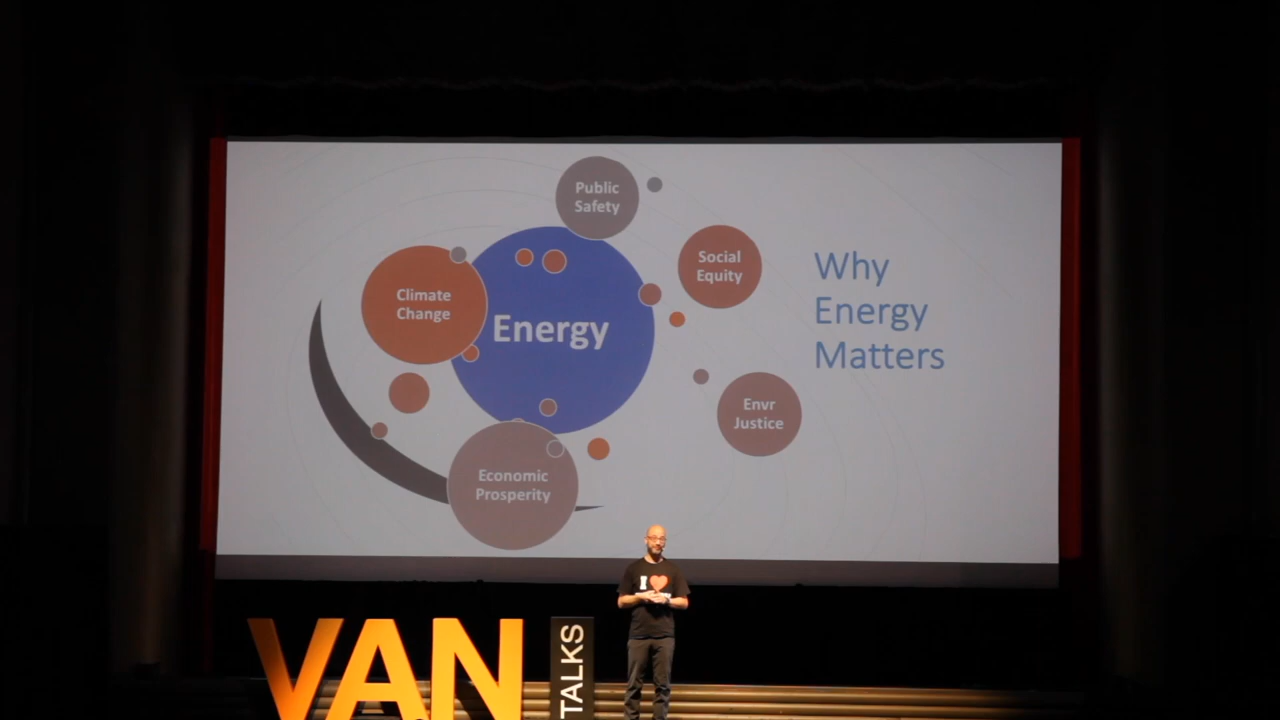 Public
Safety
Social
Equity
Climate
Change
Energy
Envr
Justice
Economic
Prosperity
Why
Energy
Matters
I
VAN
TALKS